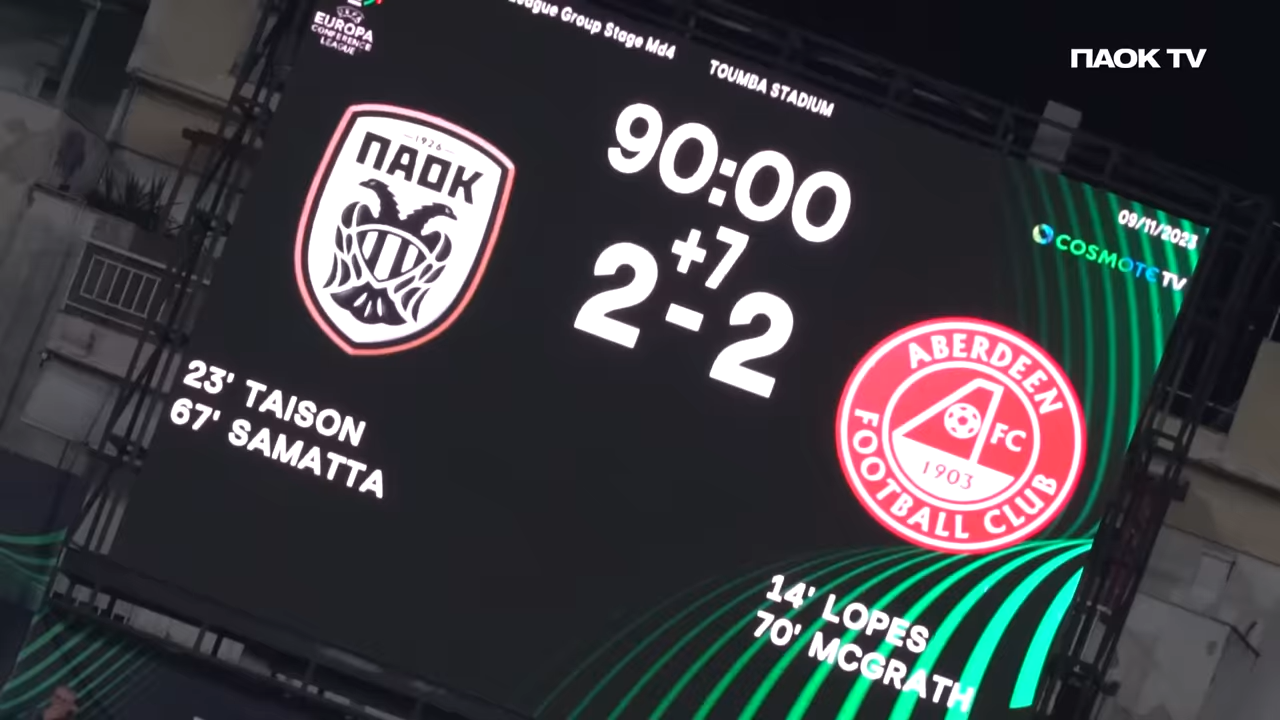 ΠΑΟΚ TV
EUROPA
CONFERENCE
LEAGUE
League Group Stage Md4
TOUMBA STADIUM
09/11/2023
COSMOTE TV
1926
ΠΑΟΚ
90:00
+7
2-2
23' TAISON
67' SAMATTA
ABERDEEN
FC
1903
FOOTBALL CLUB
14' LOPES
70' MCGRATH